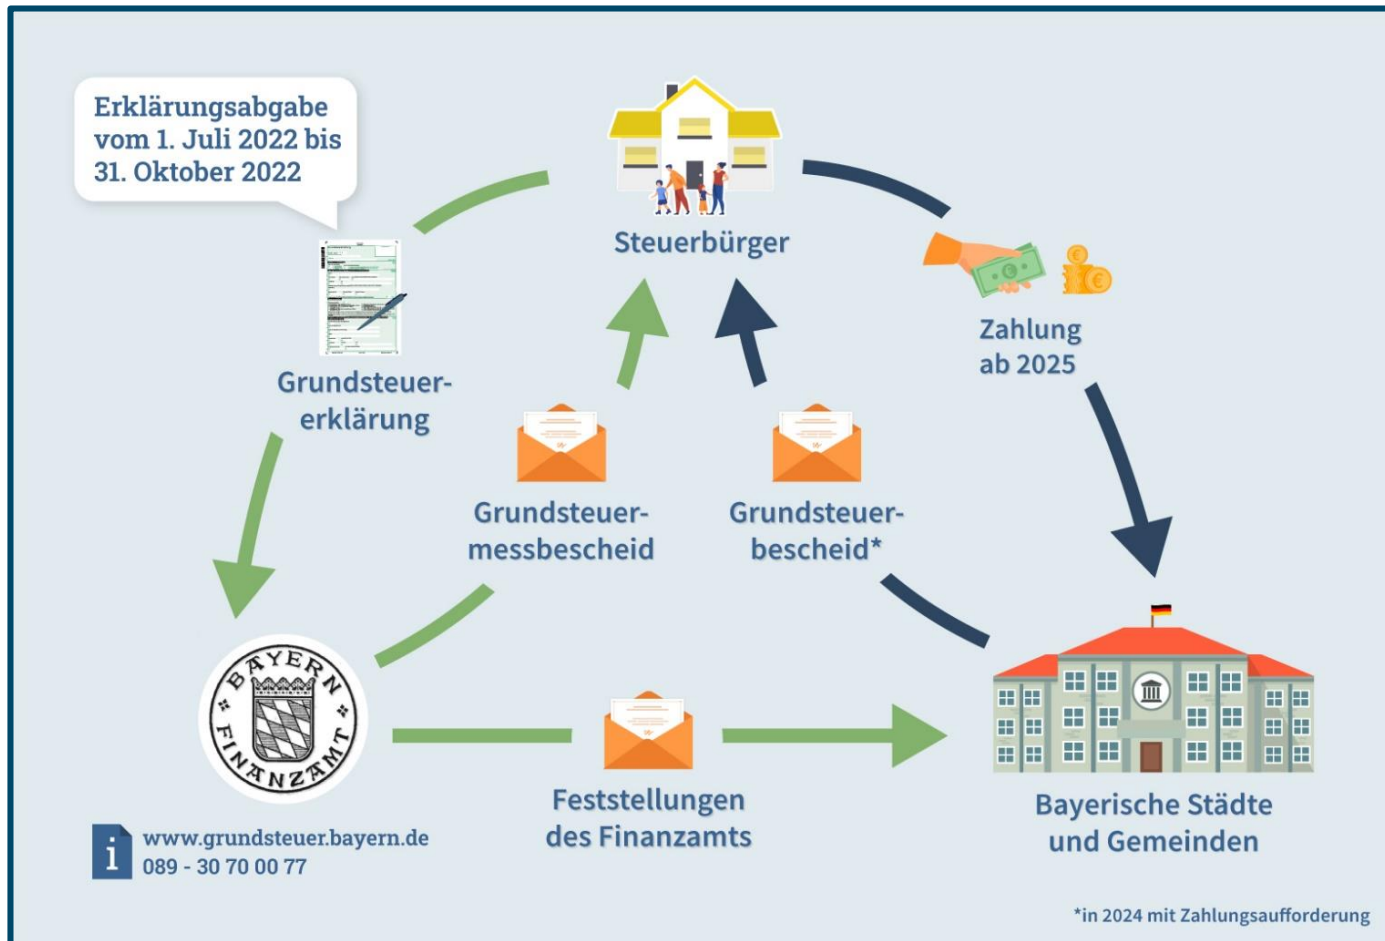 Erklärungsabgabe
vom 1. Juli 2022 bis
31. Oktober 2022
Steuerbürger
Grundsteuer-
erklärung
Zahlung
ab 2025
Grundsteuer-
messbescheid
Grundsteuer-
bescheid*
BAYERN
FINANZAMT
Feststellungen
des Finanzamts
Bayerische Städte
und Gemeinden
i
www.grundsteuer.bayern.de
089 - 30 70 00 77
*in 2024 mit Zahlungsaufforderung